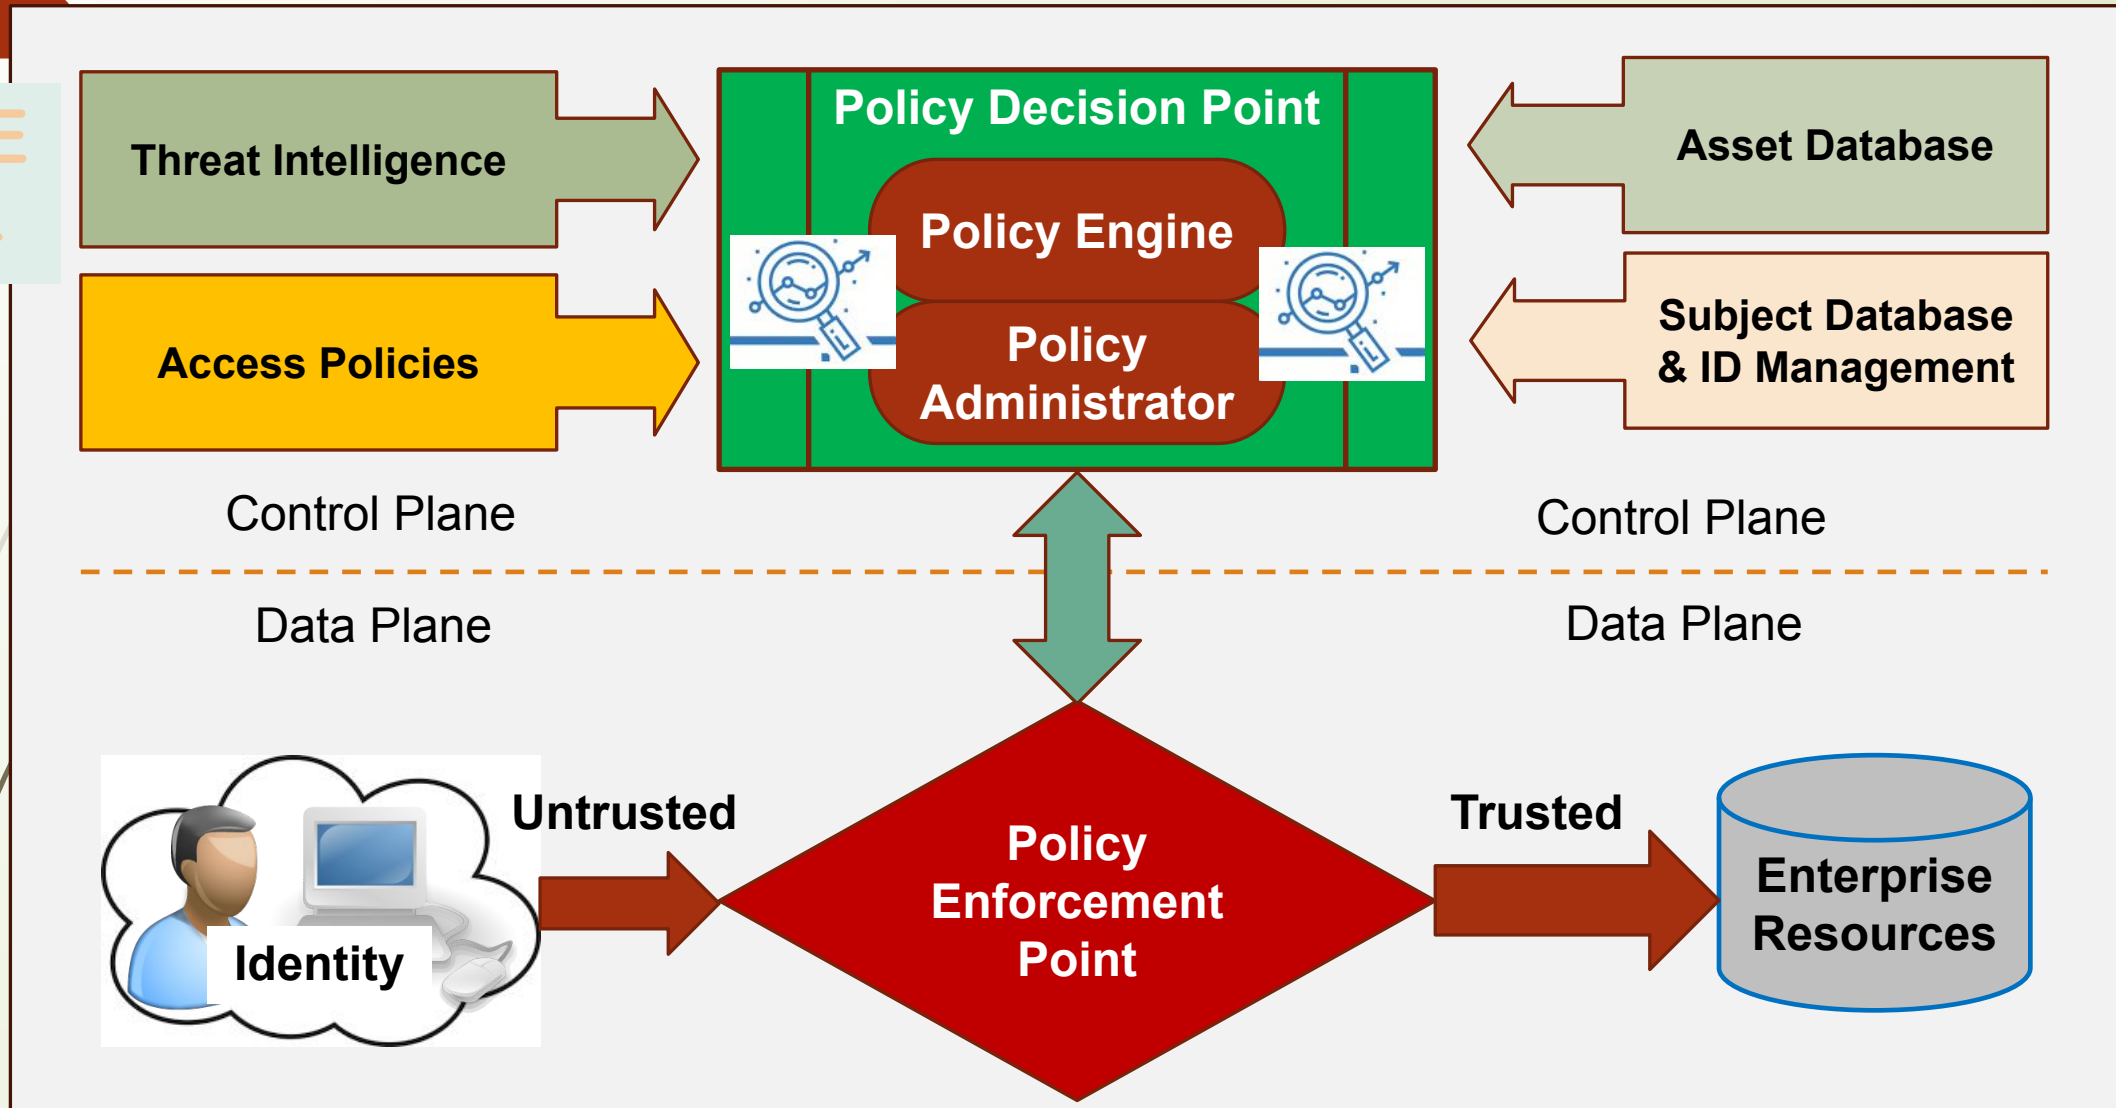 Threat Intelligence
Policy Decision Point
Asset Database
Policy Engine
Access Policies
Policy
Administrator
Subject Database
& ID Management
Control Plane
Control Plane
Data Plane
Data Plane
Identity
Untrusted
Policy
Enforcement
Point
Trusted
Enterprise
Resources